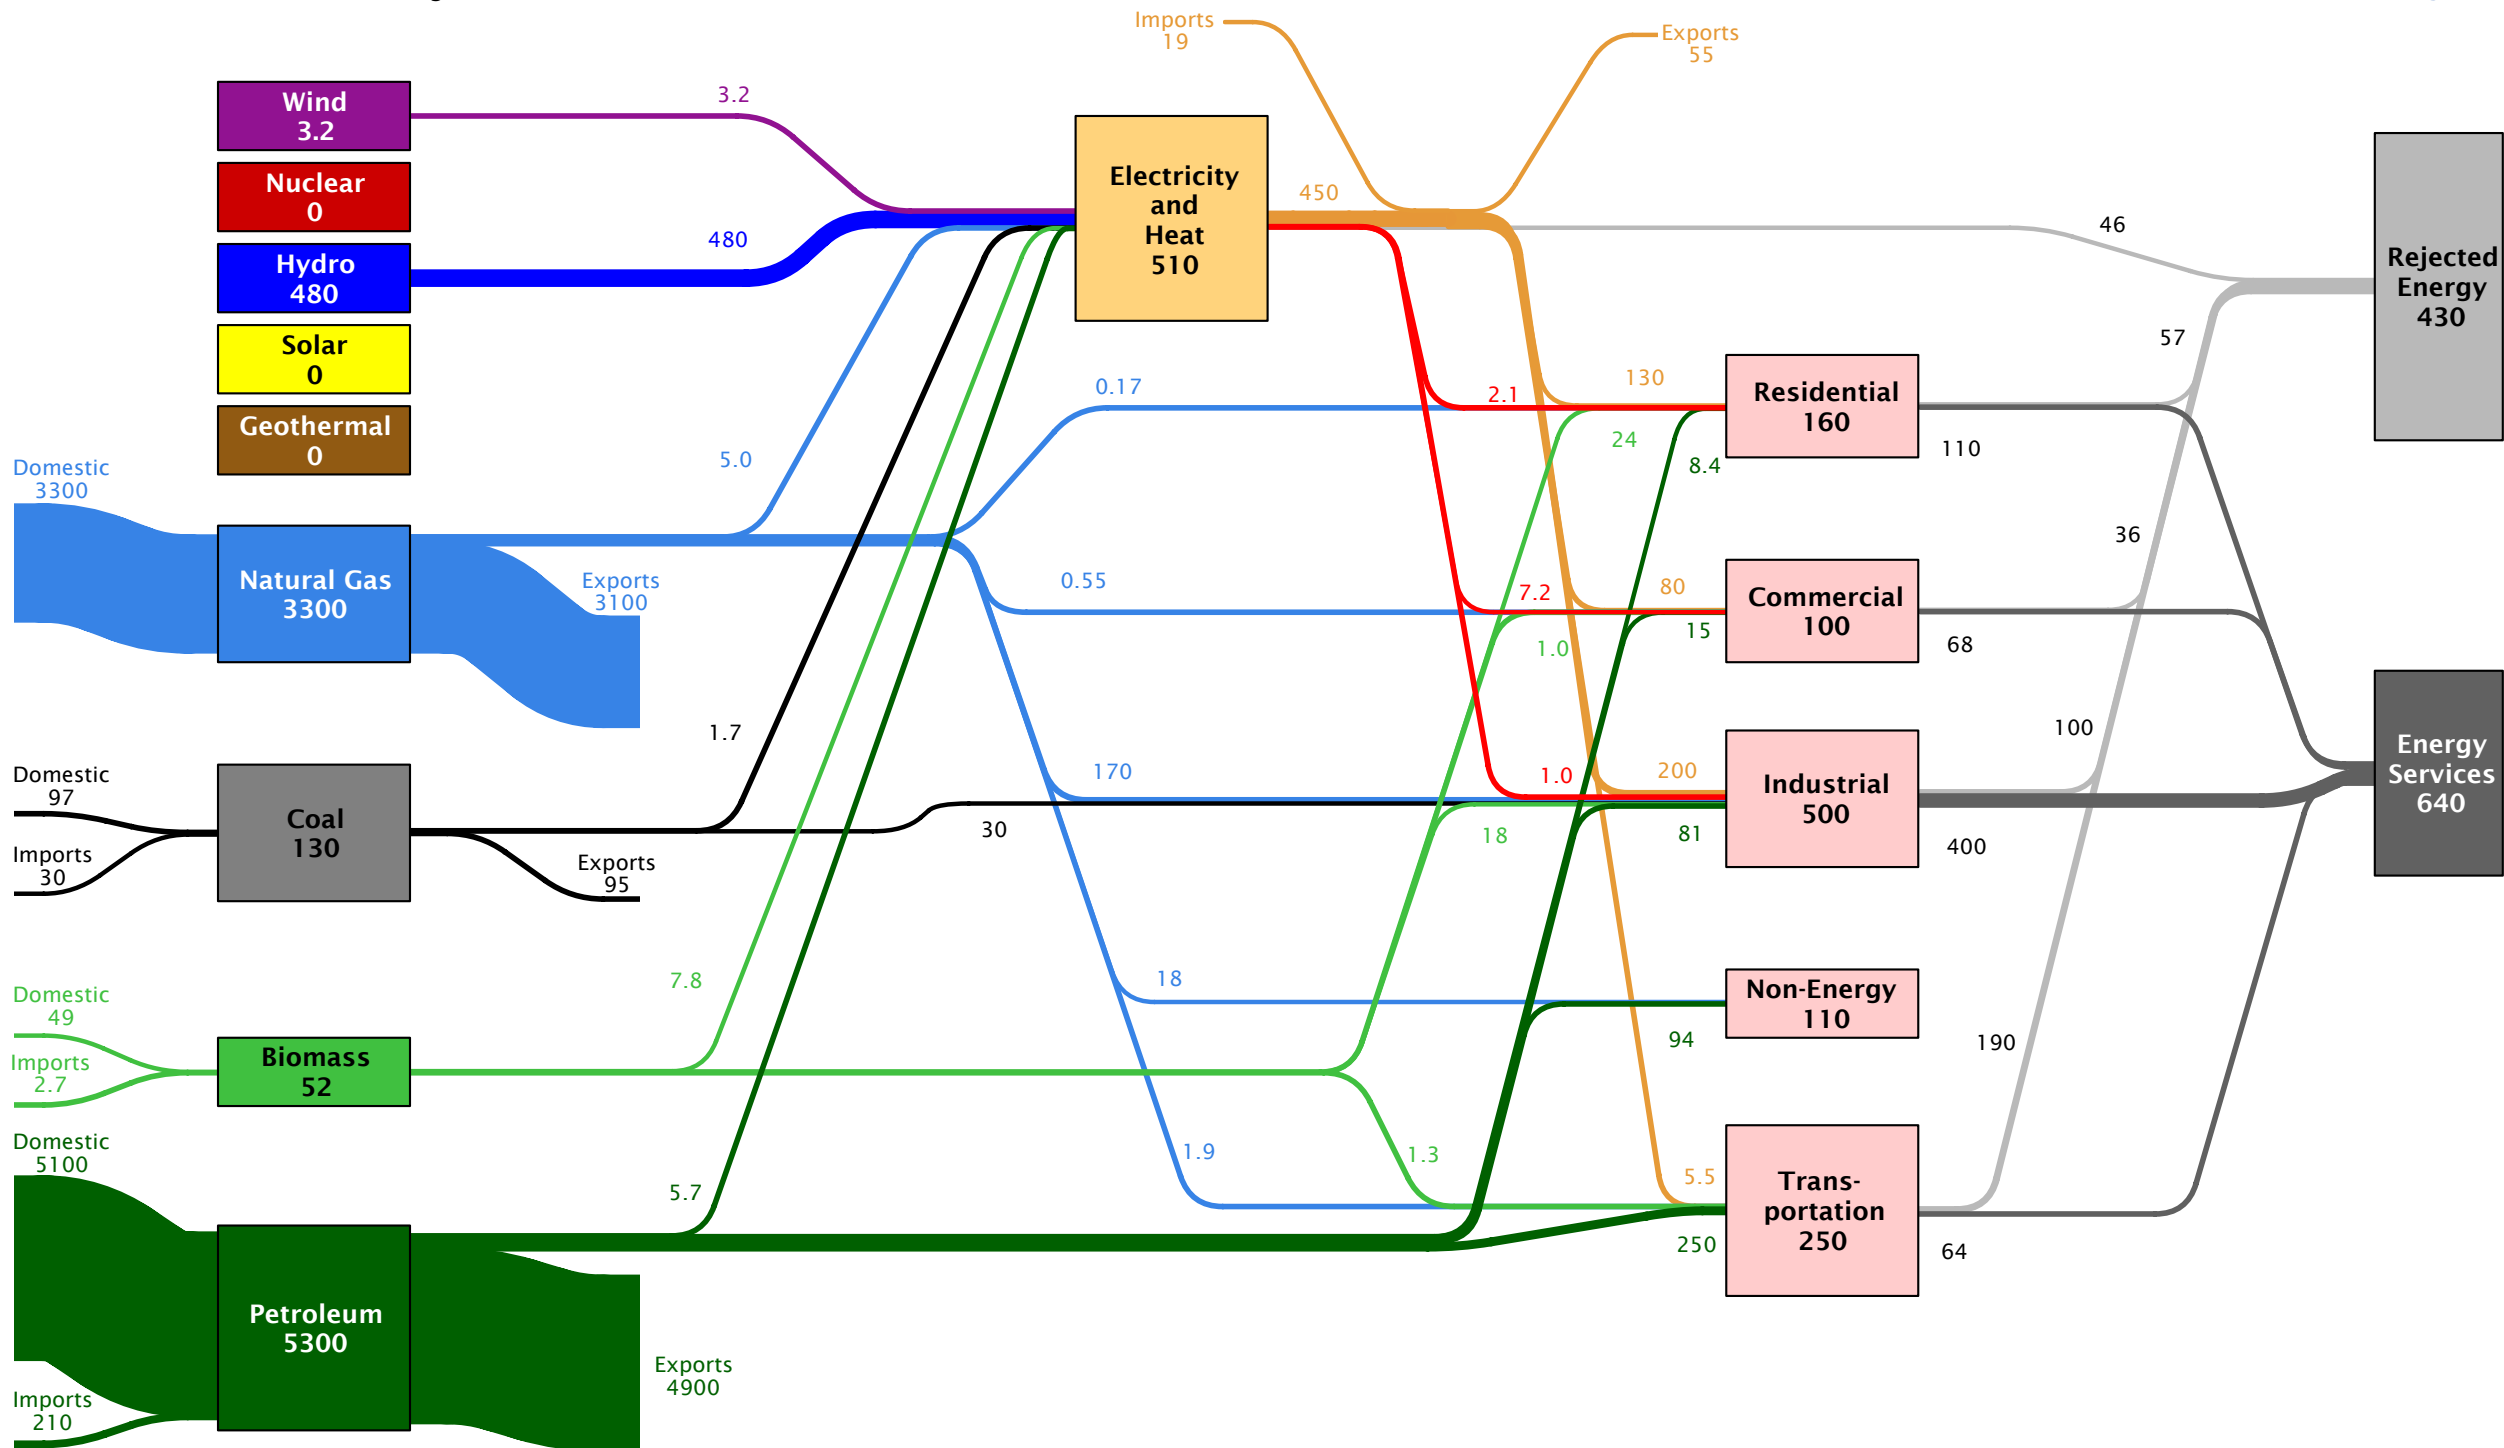 Imports
19
Exports
55
Wind
3.2
3.2
Nuclear
0
Hydro
480
480
Solar
0
Geothermal
0
Electricity
and
Heat
510
450
46
Rejected
Energy
430
57
Domestic
3300
5.0
0.17
2.1
130
24
8.4
Residential
160
110
Natural Gas
3300
Exports
3100
0.55
7.2
80
1.0
15
Commercial
100
68
36
Domestic
97
Imports
30
Coal
130
Exports
95
1.7
170
30
1.0
200
18
81
Industrial
500
400
100
Energy
Services
640
Domestic
49
Imports
2.7
Biomass
52
7.8
18
94
Non-Energy
110
190
Domestic
5100
Imports
210
Petroleum
5300
Exports
4900
5.7
1.9
1.3
5.5
250
Trans-
portation
250
64